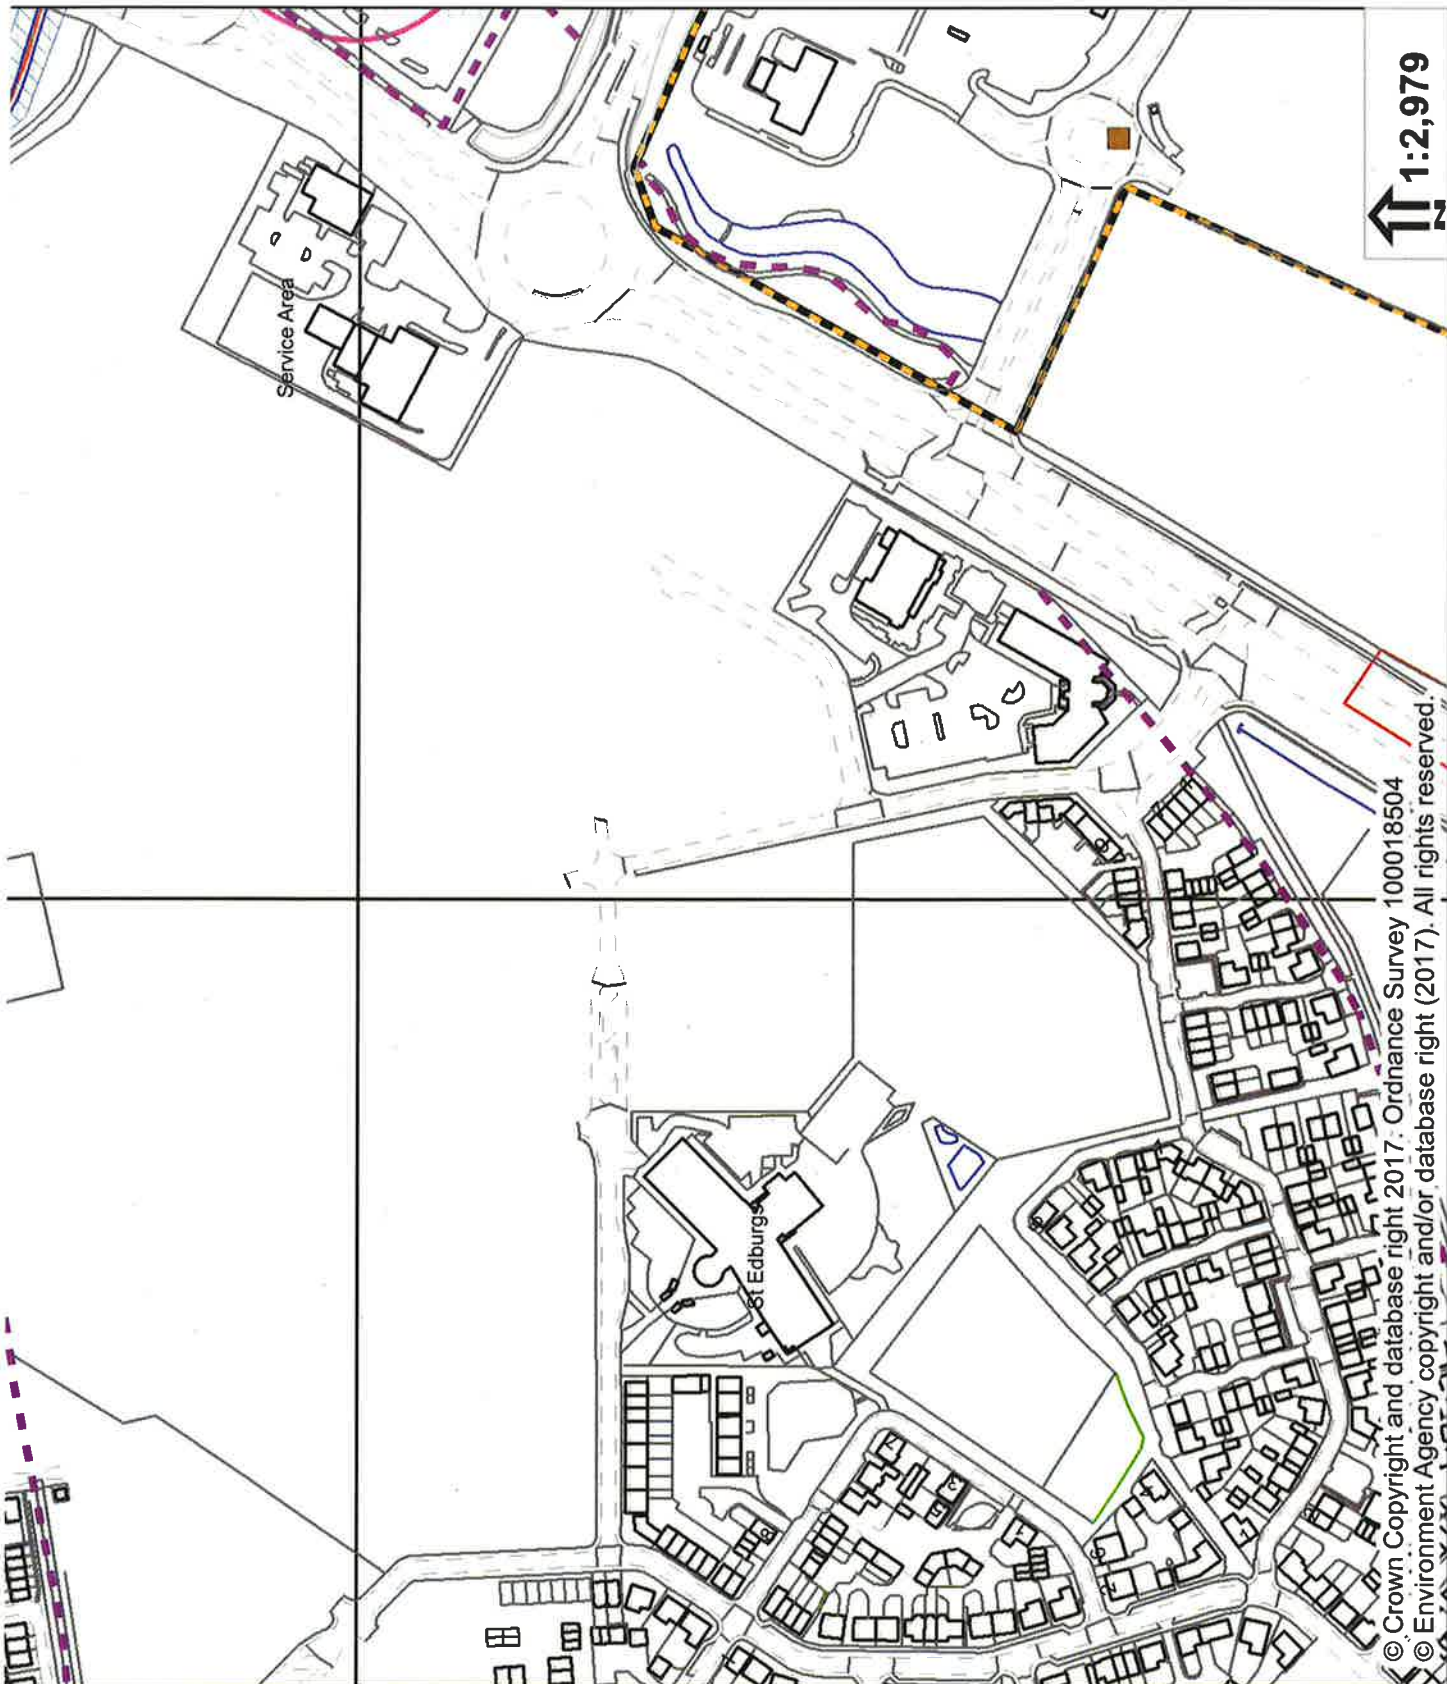 1:2,979
N
Service Area
St Edburgs
© Crown Copyright and database right 2017. Ordnance Survey 100018504
© Environment Agency copyright and/or database right (2017). All rights reserved.